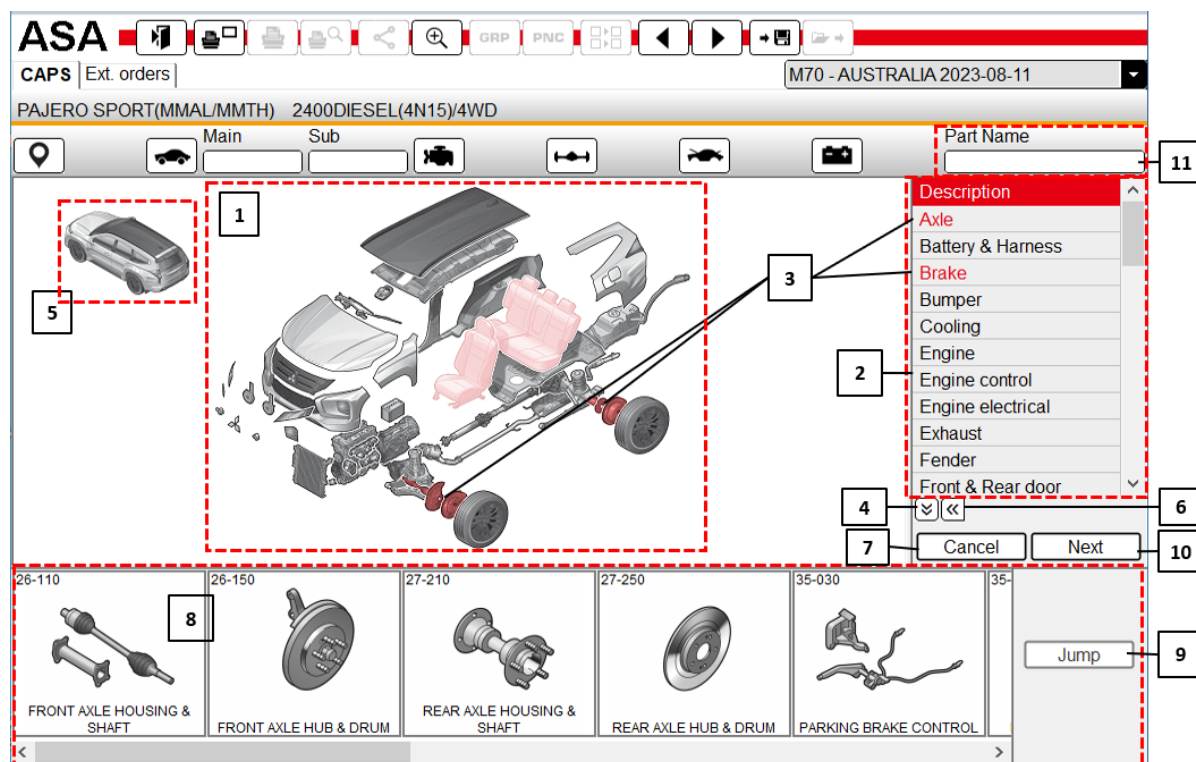 ASA GRP PNC
CAPS Ext. orders M70 - AUSTRALIA 2023-08-11
PAJERO SPORT(MMAL/MMTH) 2400DIESEL(4N15)/4WD
Main Sub Part Name
11
Description
1
Axle
Battery & Harness
3
Brake
5
Bumper
Cooling
Engine
2
Engine control
Engine electrical
Exhaust
Fender
Front & Rear door
4 6
7 Cancel Next 10
26-110 26-150 27-210 27-250 35-030 35-
8
Jump 9
FRONT AXLE HOUSING &
SHAFT
FRONT AXLE HUB & DRUM
REAR AXLE HOUSING &
SHAFT
REAR AXLE HUB & DRUM
PARKING BRAKE CONTROL